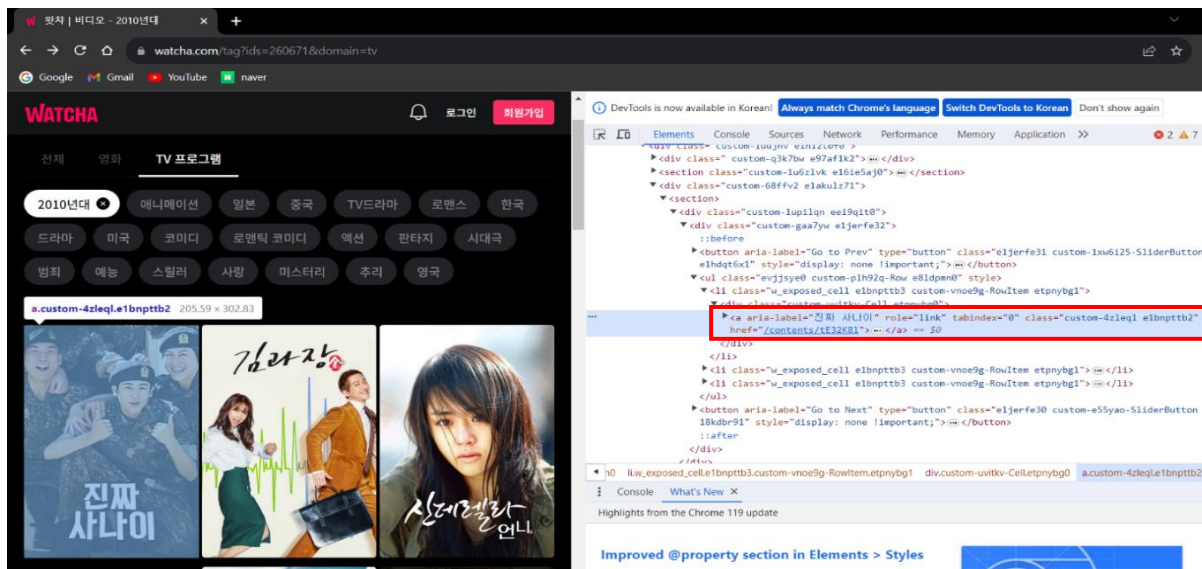 왓챠 | 비디오 - 2010년대
watcha.com/tag?ids=260671&domain=tv
Google Gmail YouTube naver
WATCHA 로그인 회원가입
전체 영화 TV 프로그램
2010년대 애니메이션 일본 중국 TV드라마 로맨스 한국
드라마 미국 코미디 로맨틱 코미디 액션 판타지 시대극
범죄 예능 스릴러 사랑 미스터리 추리 영국
a.custom-4zleql.e1bnpttb2 205.59 × 302.83
진짜
사나이
김과장
신데렐라
언니
DevTools is now available in Korean! Always match Chrome's language Switch DevTools to Korean Don't show again
Elements Console Sources Network Performance Memory Application 2 7
<div class=" custom-q3k7bw e97af1k2"> </div>
<section class="custom-1u6zlvk e16ie5aj0"> </section>
<div class="custom-68ffv2 e1akulz71">
<section>
<div class="custom-1upilqn eei9qit0">
<div class="custom-gaa7yw e1jerfe32">
::before
<button aria-label="Go to Prev" type="button" class="e1jerfe31 custom-1xw6i25-SliderButton
e1hdqt6x1" style="display: none !important;"> </button>
<ul class="evjjsye0 custom-p1h92q-Row e8ldpmn0" style>
<li class="w_exposed_cell e1bnpttb3 custom-vnoe9g-RowItem etpnybg1">
<div class="custom-uvitkv-Cell etpnybg0">
<a aria-label="진짜 사나이" role="link" tabindex="0" class="custom-4zleql e1bnpttb2"
href="/contents/tE32K81"> </a> == $0
</div>
</li>
<li class="w_exposed_cell e1bnpttb3 custom-vnoe9g-RowItem etpnybg1"> </li>
<li class="w_exposed_cell e1bnpttb3 custom-vnoe9g-RowItem etpnybg1"> </li>
</ul>
<button aria-label="Go to Next" type="button" class="e1jerfe30 custom-e55yao-SliderButton
18kdbr91" style="display: none !important;"> </button>
::after
</div>
</div>
n0 li.w_exposed_cell.e1bnpttb3.custom-vnoe9g-RowItem.etpnybg1 div.custom-uvitkv-Cell.etpnybg0 a.custom-4zleql.e1bnpttb2
Console What's New
Highlights from the Chrome 119 update
Improved @property section in Elements > Styles